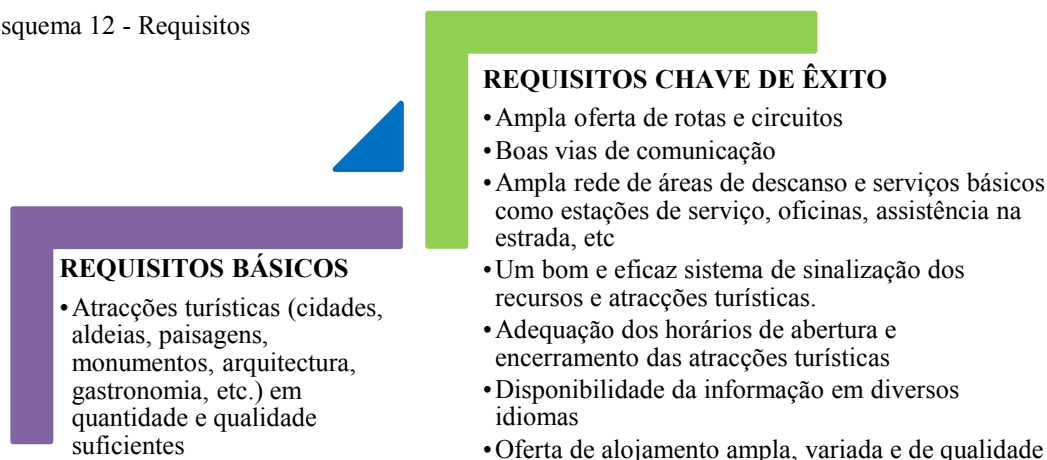 squema 12 - Requisitos
REQUISITOS CHAVE DE ÊXITO
•Ampla oferta de rotas e circuitos
•Boas vias de comunicação
•Ampla rede de áreas de descanso e serviços básicos
como estações de serviço, oficinas, assistência na
estrada, etc
•Um bom e eficaz sistema de sinalização dos
recursos e atracções turísticas.
•Adequação dos horários de abertura e
encerramento das atracções turísticas
•Disponibilidade da informação em diversos
idiomas
•Oferta de alojamento ampla, variada e de qualidade
REQUISITOS BÁSICOS
•Atracções turísticas (cidades,
aldeias, paisagens,
monumentos, arquitectura,
gastronomia, etc.) em
quantidade e qualidade
suficientes